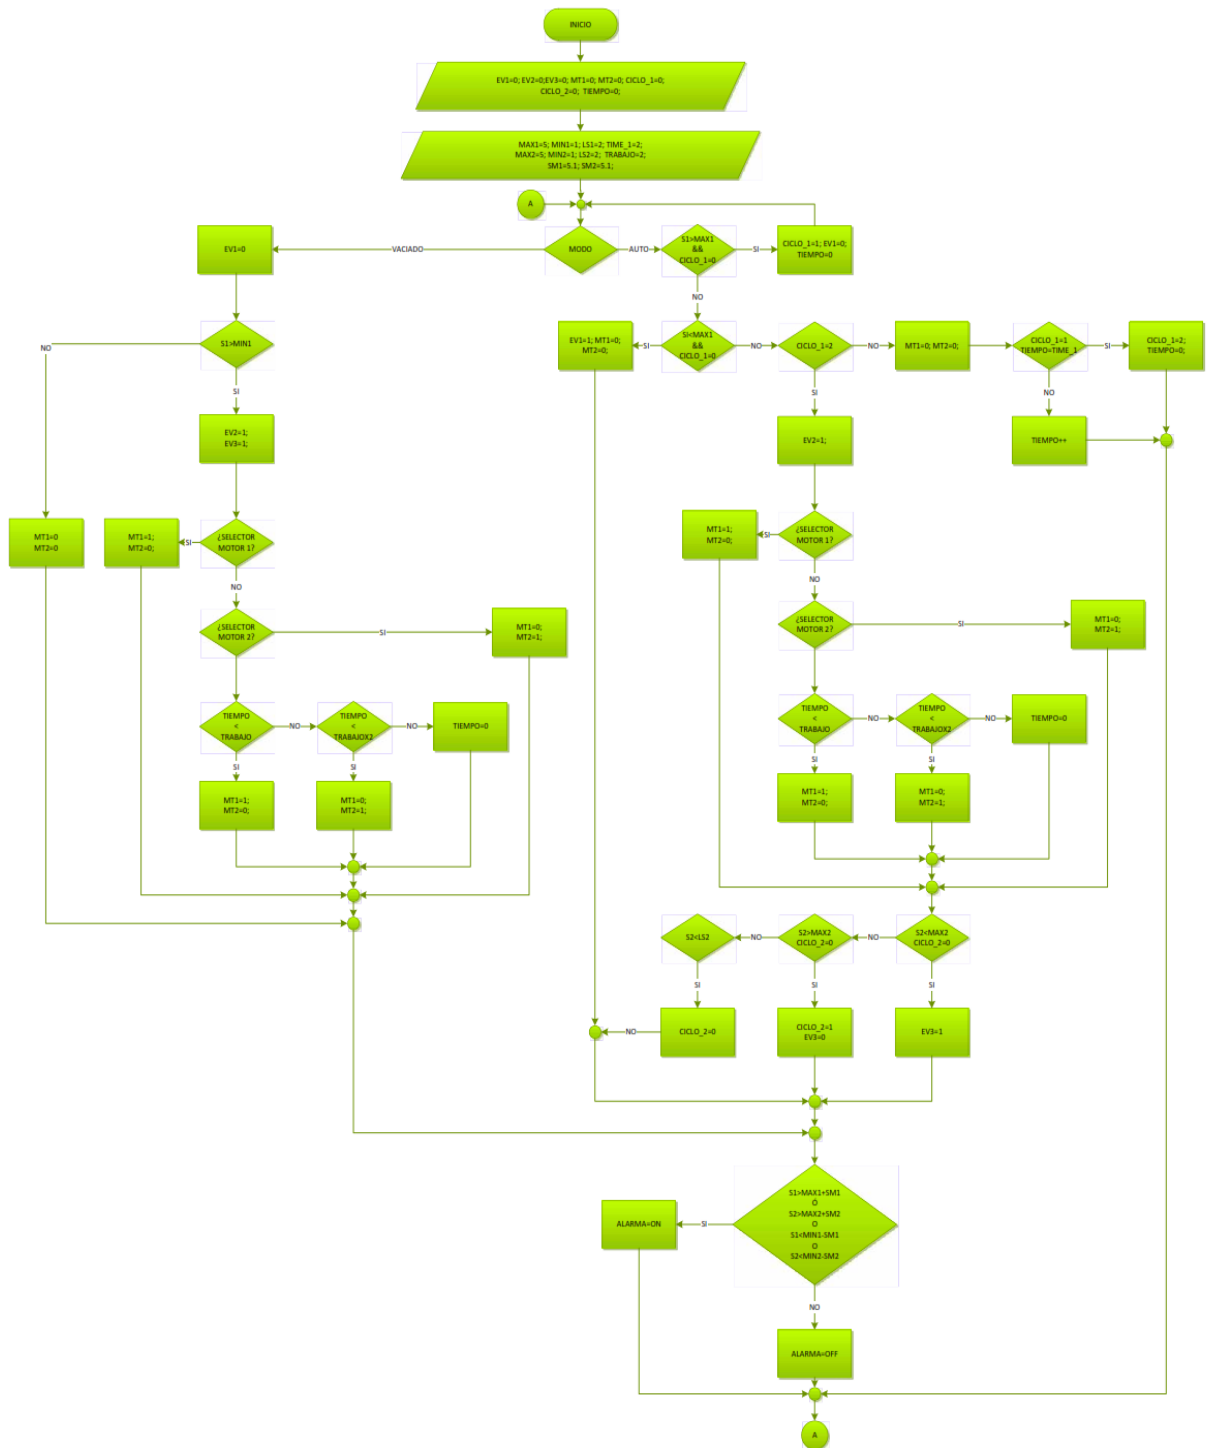 INICIO
EV1=0; EV2=0;EV3=0; MT1=0; MT2=0; CICLO_1=0;
CICLO_2=0; TIEMPO=0;
MAX1=5; MIN1=1; LS1=2; TIME_1=2;
MAX2=5; MIN2=1; LS2=2; TRABAJO=2;
SM1=5.1; SM2=5.1;
A
EV1=0
VACIADO
MODO
AUTO
S1>MAX1
&&
CICLO_1=0
SI
CICLO_1=1; EV1=0;
TIEMPO=0
NO
NO
S1>MIN1
EV1=1; MT1=0;
MT2=0;
SI
SI<MAX1
&&
CICLO_1=0
NO
CICLO_1=2
NO
MT1=0; MT2=0;
CICLO_1=1
TIEMPO=TIME_1
SI
CICLO_1=2;
TIEMPO=0;
SI
SI
NO
EV2=1;
EV3=1;
EV2=1;
TIEMPO++
MT1=0
MT2=0
MT1=1;
MT2=0;
SI
¿SELECTOR
MOTOR 1?
MT1=1;
MT2=0;
SI
¿SELECTOR
MOTOR 1?
NO
NO
¿SELECTOR
MOTOR 2?
SI
MT1=0;
MT2=1;
¿SELECTOR
MOTOR 2?
SI
MT1=0;
MT2=1;
TIEMPO
<
TRABAJO
NO
TIEMPO
<
TRABAJOX2
NO
TIEMPO=0
TIEMPO
<
TRABAJO
NO
TIEMPO
<
TRABAJOX2
NO
TIEMPO=0
SI
SI
SI
SI
MT1=1;
MT2=0;
MT1=0;
MT2=1;
MT1=1;
MT2=0;
MT1=0;
MT2=1;
S2<LS2
NO
S2>MAX2
CICLO_2=0
NO
S2<MAX2
CICLO_2=0
SI
SI
SI
NO
CICLO_2=0
CICLO_2=1
EV3=0
EV3=1
ALARMA=ON
SI
S1>MAX1+SM1
Ó
S2>MAX2+SM2
O
S1<MIN1-SM1
O
S2<MIN2-SM2
NO
ALARMA=OFF
A